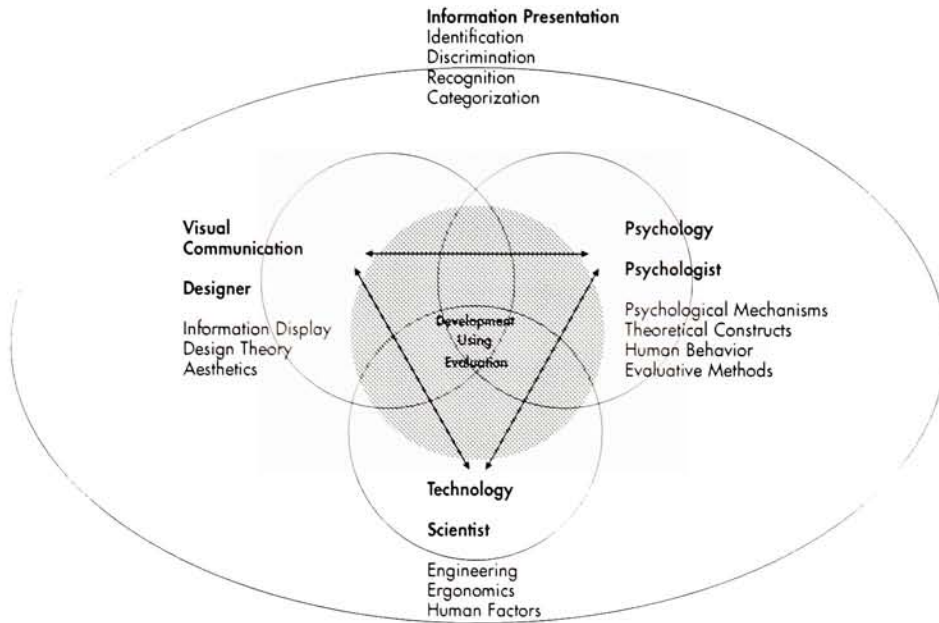 Information Presentation
Identification
Discrimination
Recognition
Categorization
Visual
Communication
Designer
Information Display
Design Theory
Aesthetics
Psychology
Psychologist
Psychological Mechanisms
Theoretical Constructs
Human Behavior
Evaluative Methods
Development
Using
Evaluation
Technology
Scientist
Engineering
Ergonomics
Human Factors